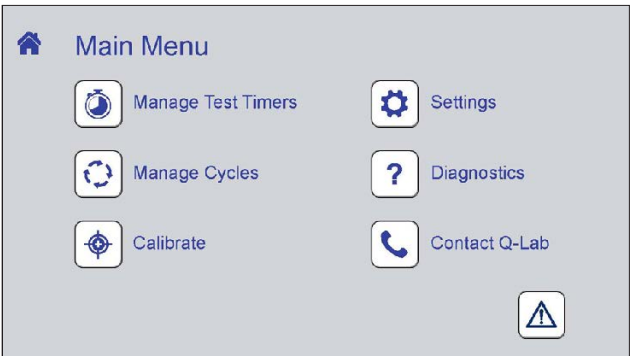 Main Menu
Manage Test Timers
Settings
Manage Cycles
?
Diagnostics
Calibrate
Contact Q-Lab